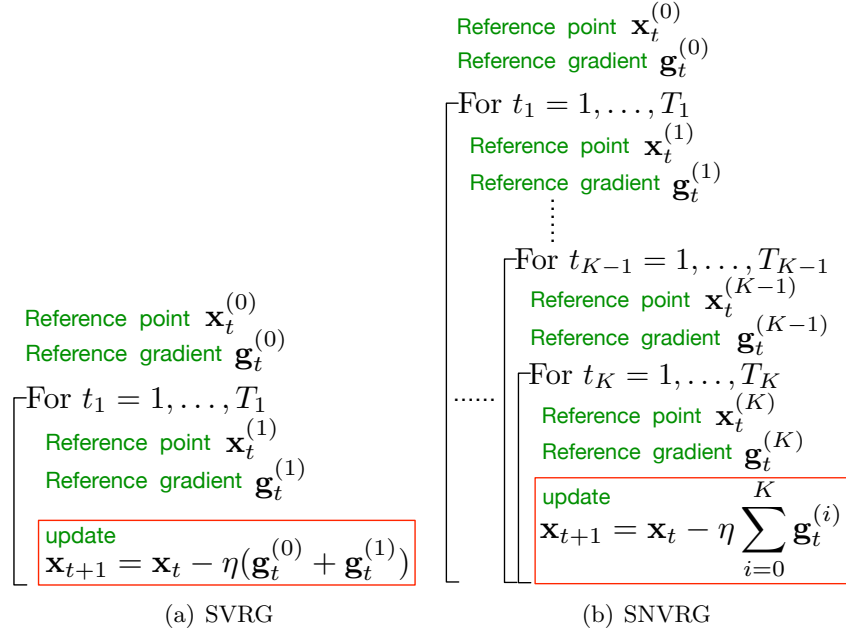 Reference point x_t^{(0)}
Reference gradient g_t^{(0)}
For t_1 = 1, . . . , T_1
Reference point x_t^{(1)}
Reference gradient g_t^{(1)}
update
x_{t+1} = x_t − η(g_t^{(0)} + g_t^{(1)})
(a) SVRG
Reference point x_t^{(0)}
Reference gradient g_t^{(0)}
For t_1 = 1, . . . , T_1
Reference point x_t^{(1)}
Reference gradient g_t^{(1)}
For t_{K−1} = 1, . . . , T_{K−1}
Reference point x_t^{(K−1)}
Reference gradient g_t^{(K−1)}
For t_K = 1, . . . , T_K
......
Reference point x_t^{(K)}
Reference gradient g_t^{(K)}
update
x_{t+1} = x_t − η \sum_{i=0}^{K} g_t^{(i)}
(b) SNVRG